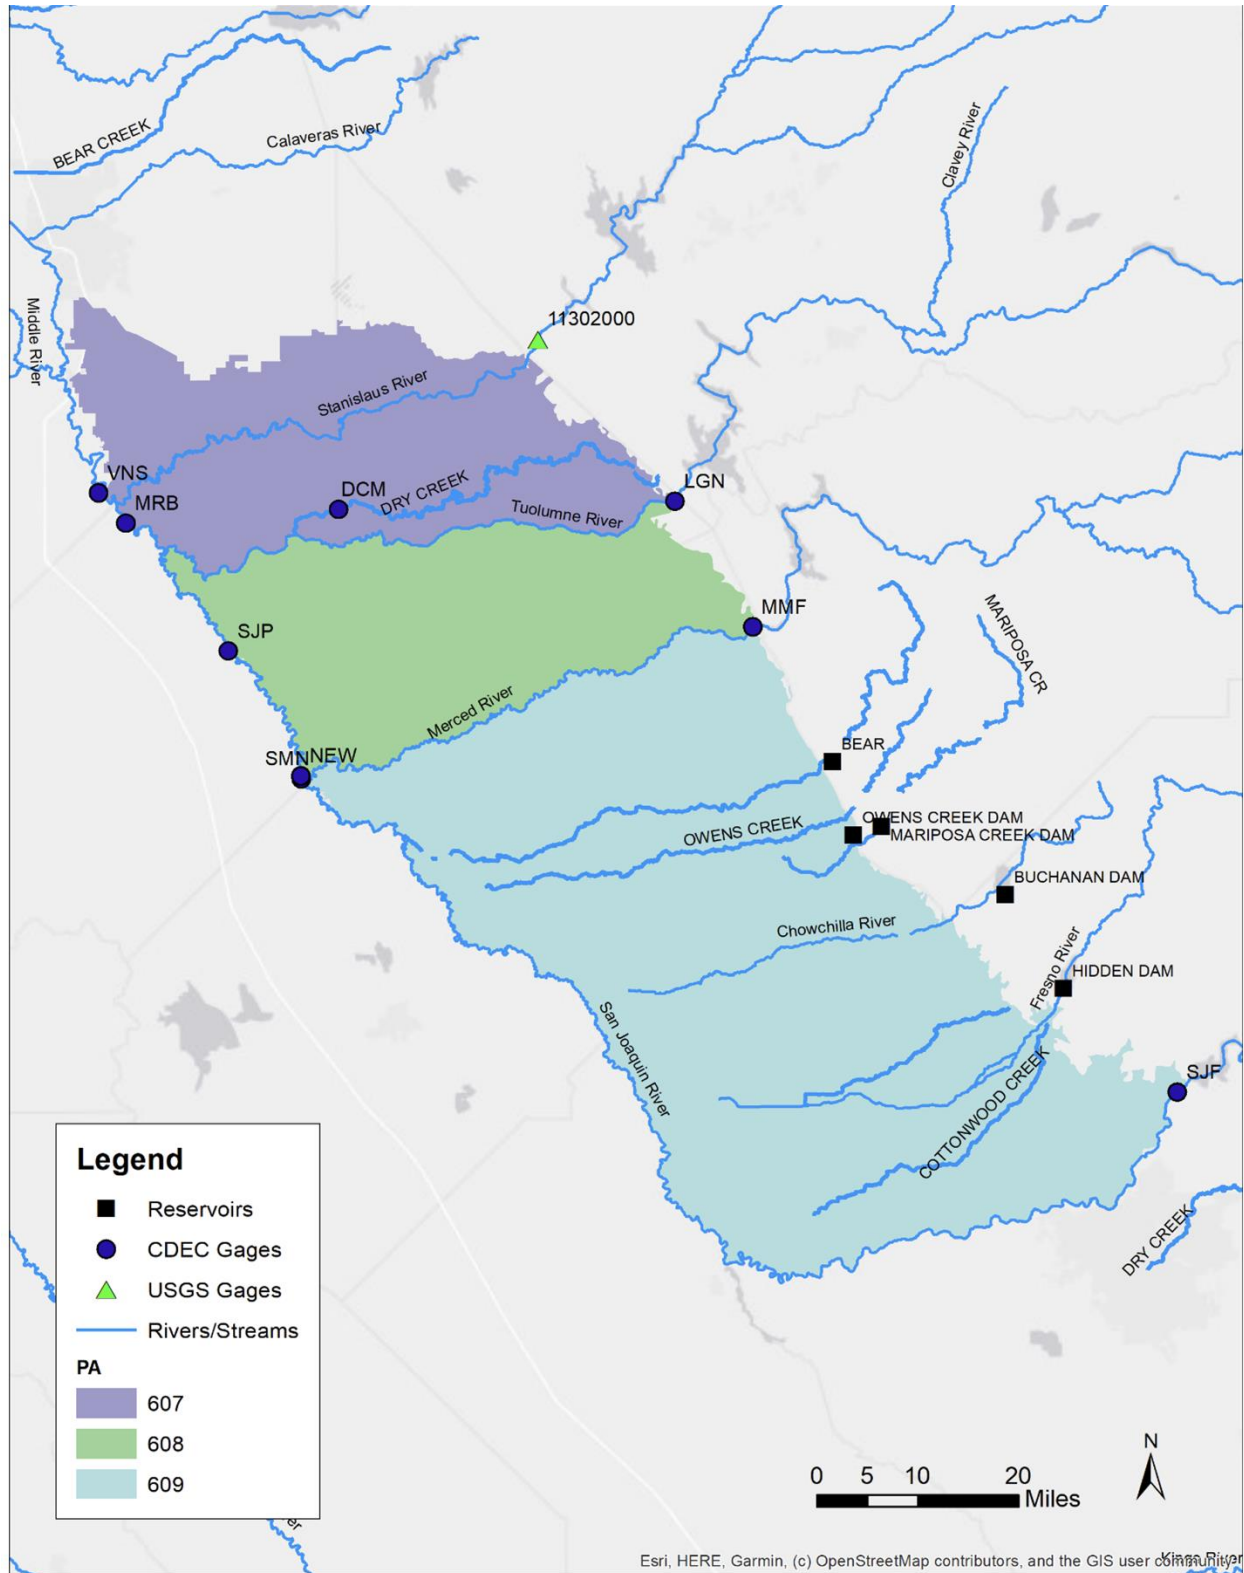 BEAR CREEK
Calaveras River
Clavey River
Middle River
11302000
Stanislaus River
VNS
MRB
DCM
DRY CREEK
LGN
Tuolumne River
MMF
SJP
MARIPOSA CR
Merced River
SMN
NEW
BEAR
OWENS CREEK
OWENS CREEK DAM
MARIPOSA CREEK DAM
BUCHANAN DAM
Chowchilla River
Fresno River
HIDDEN DAM
San Joaquin River
COTTONWOOD CREEK
SJF
DRY CREEK
Legend
Reservoirs
CDEC Gages
USGS Gages
Rivers/Streams
PA
607
608
609
N
0 5 10 20
Miles
Esri, HERE, Garmin, (c) OpenStreetMap contributors, and the GIS user community